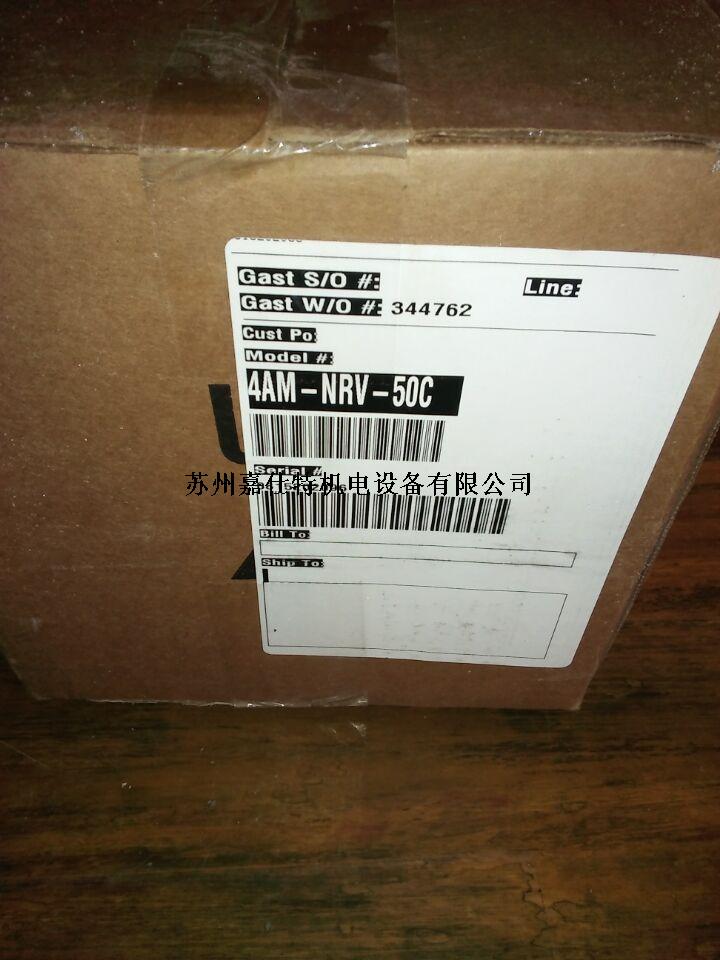 Gast S/O #:
Line:
Gast W/O #: 344762
Cust Po:
Model #:
4AM-NRV-50C
Serial #
苏州嘉仕特机电设备有限公司
Bill To:
Ship To: